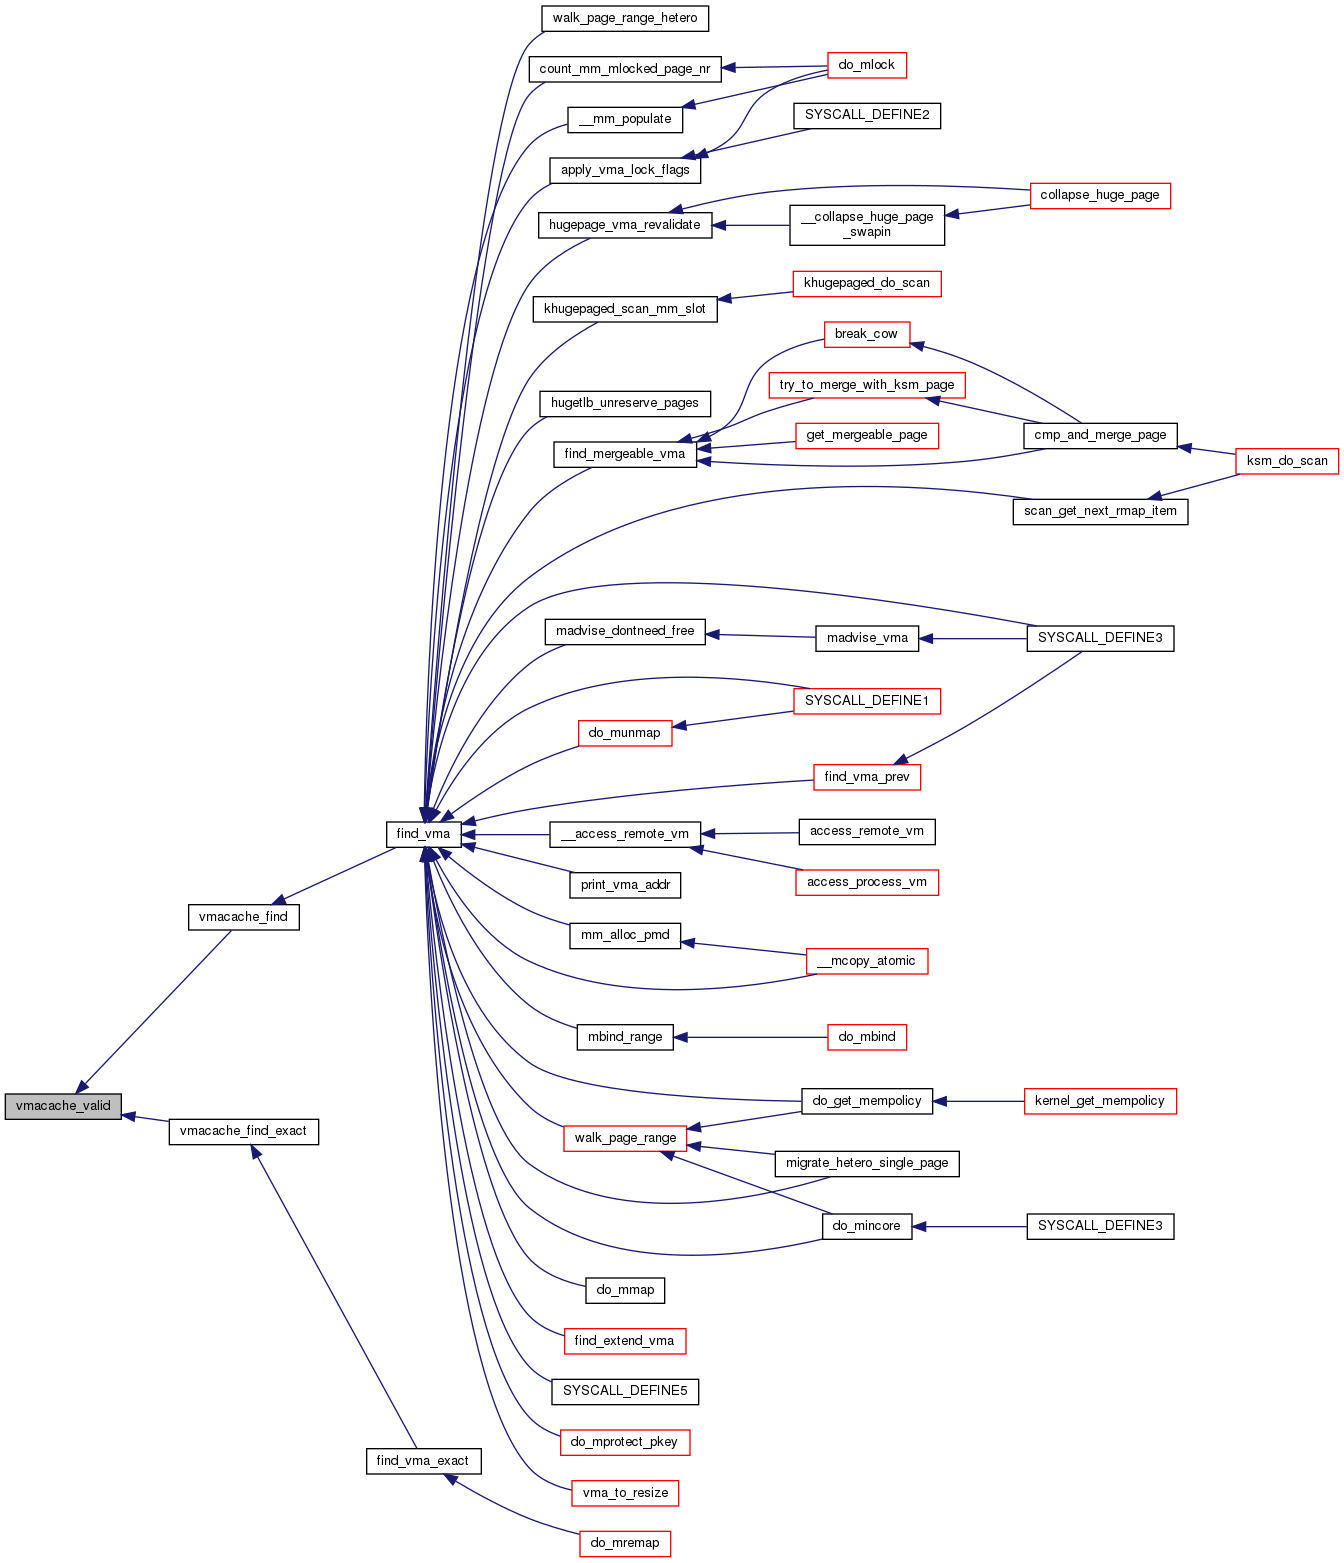 walk_page_range_hetero
count_mm_mlocked_page_nr
do_mlock
__mm_populate
SYSCALL_DEFINE2
apply_vma_lock_flags
collapse_huge_page
hugepage_vma_revalidate
__collapse_huge_page
_swapin
khugepaged_do_scan
khugepaged_scan_mm_slot
break_cow
try_to_merge_with_ksm_page
hugetlb_unreserve_pages
get_mergeable_page
cmp_and_merge_page
find_mergeable_vma
ksm_do_scan
scan_get_next_rmap_item
madvise_dontneed_free
madvise_vma
SYSCALL_DEFINE3
SYSCALL_DEFINE1
do_munmap
find_vma_prev
find_vma
__access_remote_vm
access_remote_vm
print_vma_addr
access_process_vm
vmacache_find
mm_alloc_pmd
__mcopy_atomic
mbind_range
do_mbind
vmacache_valid
do_get_mempolicy
kernel_get_mempolicy
vmacache_find_exact
walk_page_range
migrate_hetero_single_page
do_mincore
SYSCALL_DEFINE3
do_mmap
find_extend_vma
SYSCALL_DEFINE5
do_mprotect_pkey
find_vma_exact
vma_to_resize
do_mremap